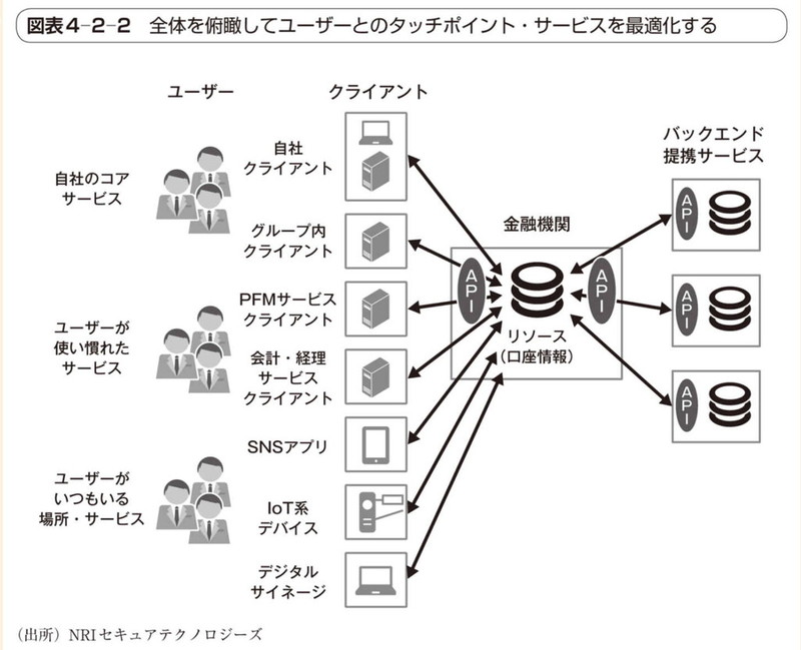 図表4-2-2 全体を俯瞰してユーザーとのタッチポイント・サービスを最適化する
ユーザー
クライアント
自社のコア
サービス
自社
クライアント
グループ内
クライアント
ユーザーが
使い慣れた
サービス
PFMサービス
クライアント
会計・経理
サービス
クライアント
ユーザーが
いつもいる
場所・サービス
SNSアプリ
IoT系
デバイス
デジタル
サイネージ
金融機関
API
リソース
（口座情報）
API
バックエンド
提携サービス
API
API
API
（出所）NRIセキュアテクノロジーズ